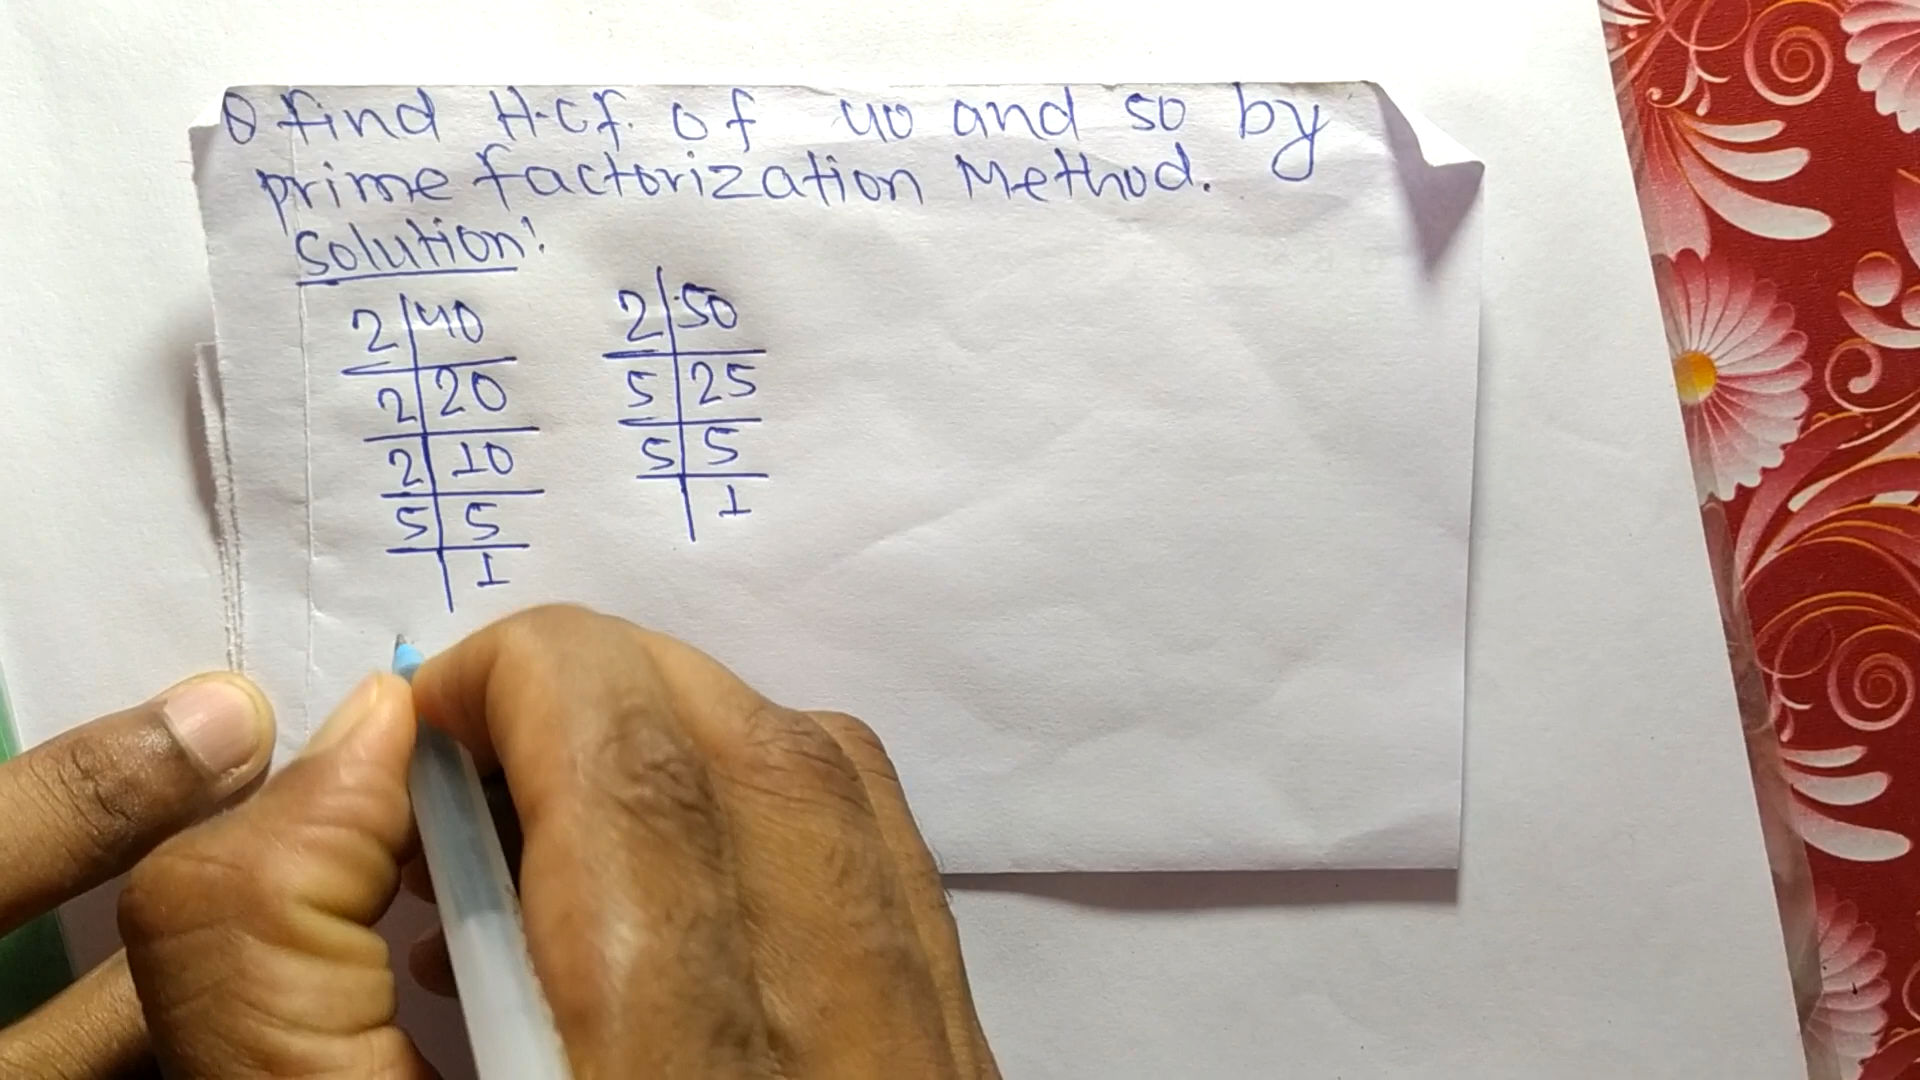 Q find H.C.f. of 40 and 50 by
prime factorization Method.
Solution:
2 | 40
2 | 20
2 | 10
5 | 5
| 1
2 | 50
5 | 25
5 | 5
| 1